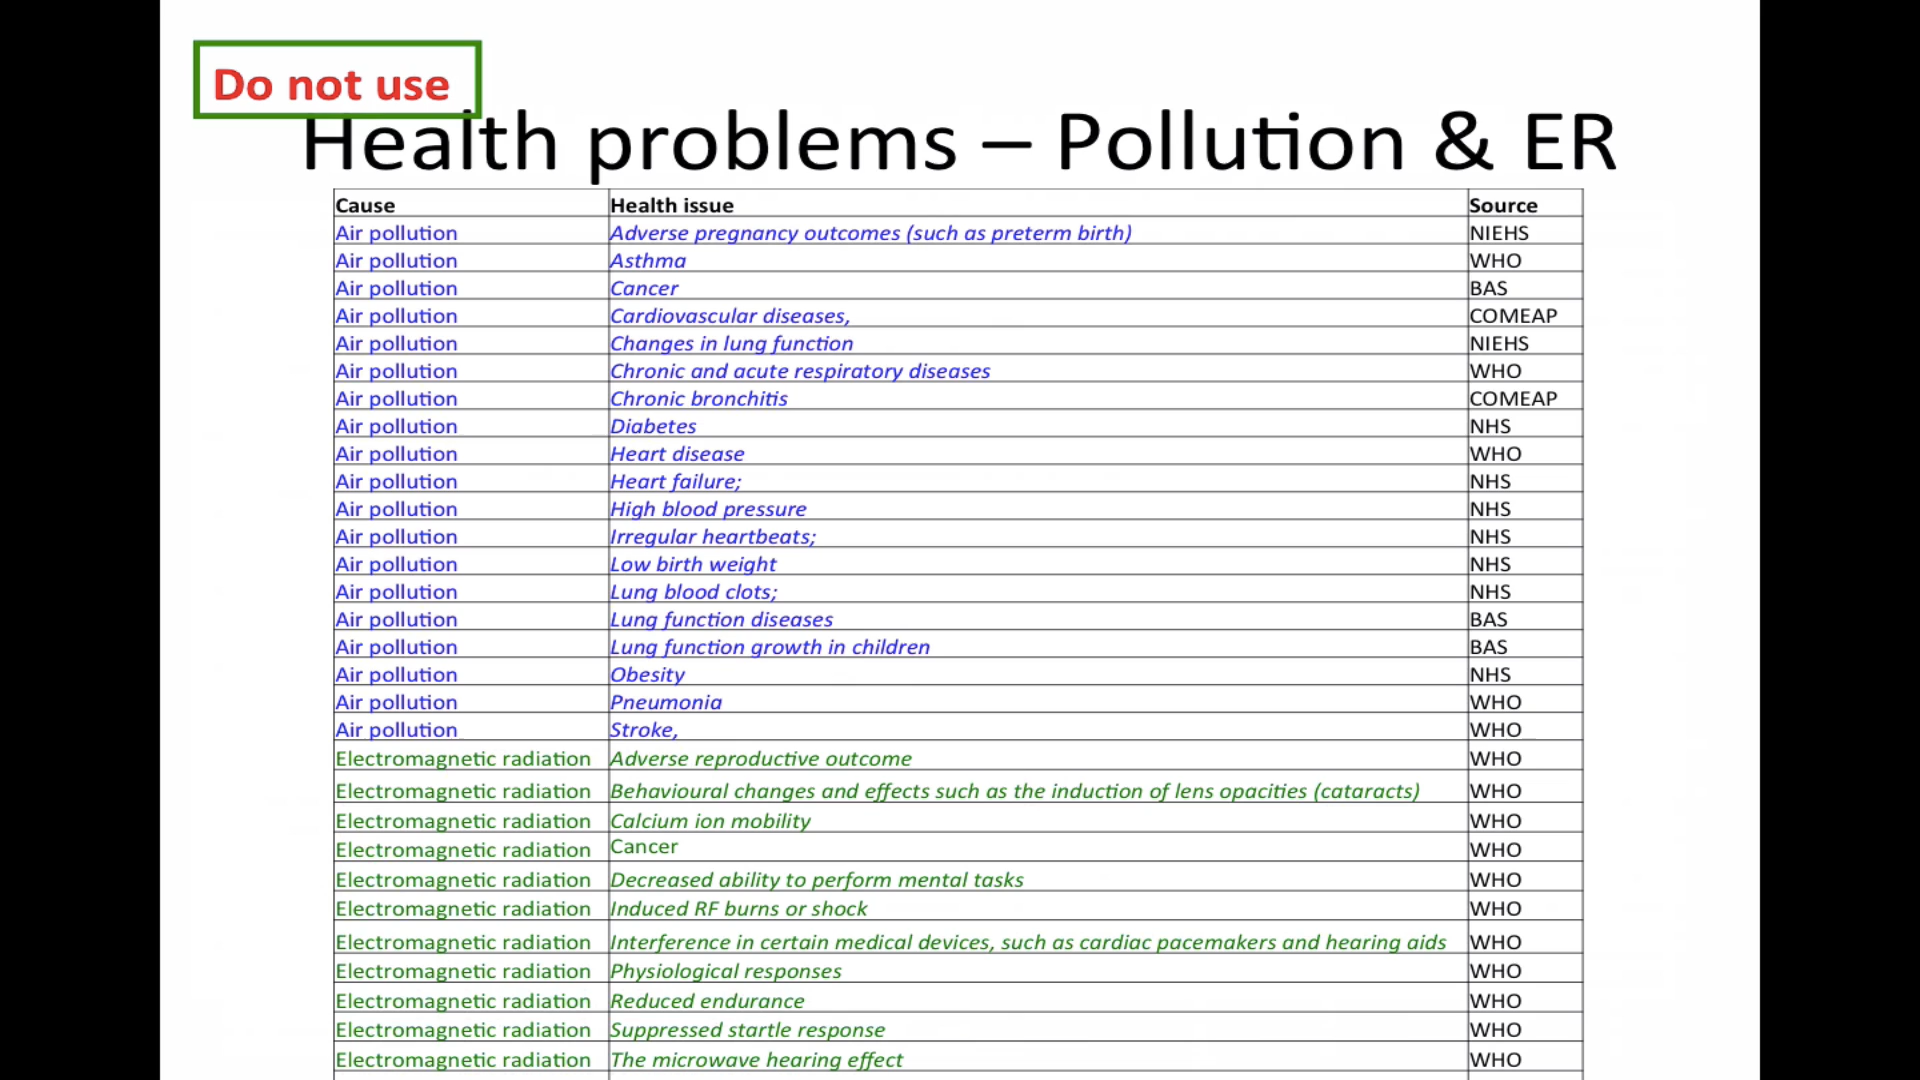 Do not use
Health problems – Pollution & ER
Cause Health issue Source
Air pollution Adverse pregnancy outcomes (such as preterm birth) NIEHS
Air pollution Asthma WHO
Air pollution Cancer BAS
Air pollution Cardiovascular diseases, COMEAP
Air pollution Changes in lung function NIEHS
Air pollution Chronic and acute respiratory diseases WHO
Air pollution Chronic bronchitis COMEAP
Air pollution Diabetes NHS
Air pollution Heart disease WHO
Air pollution Heart failure; NHS
Air pollution High blood pressure NHS
Air pollution Irregular heartbeats; NHS
Air pollution Low birth weight NHS
Air pollution Lung blood clots; NHS
Air pollution Lung function diseases BAS
Air pollution Lung function growth in children BAS
Air pollution Obesity NHS
Air pollution Pneumonia WHO
Air pollution Stroke, WHO
Electromagnetic radiation Adverse reproductive outcome WHO
Electromagnetic radiation Behavioural changes and effects such as the induction of lens opacities (cataracts) WHO
Electromagnetic radiation Calcium ion mobility WHO
Electromagnetic radiation Cancer WHO
Electromagnetic radiation Decreased ability to perform mental tasks WHO
Electromagnetic radiation Induced RF burns or shock WHO
Electromagnetic radiation Interference in certain medical devices, such as cardiac pacemakers and hearing aids WHO
Electromagnetic radiation Physiological responses WHO
Electromagnetic radiation Reduced endurance WHO
Electromagnetic radiation Suppressed startle response WHO
Electromagnetic radiation The microwave hearing effect WHO